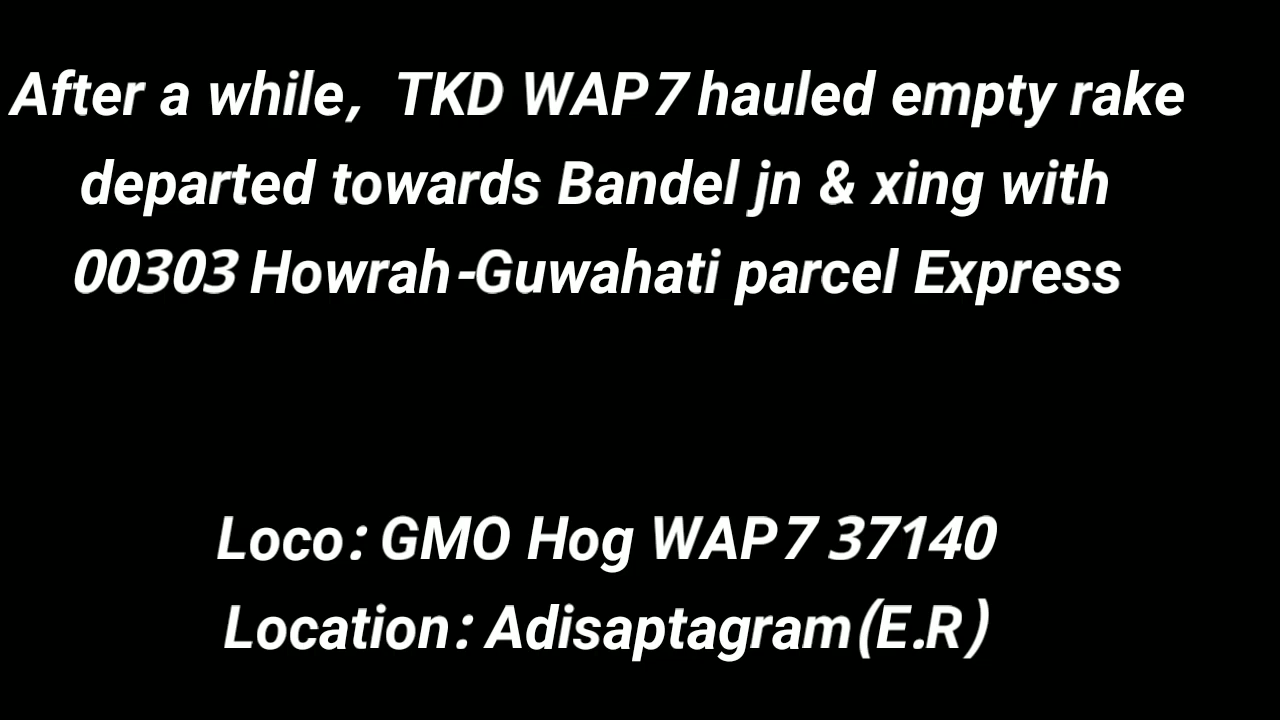 After a while, TKD WAP7 hauled empty rake
departed towards Bandel jn & xing with
00303 Howrah-Guwahati parcel Express
Loco: GMO Hog WAP7 37140
Location: Adisaptagram(E.R)